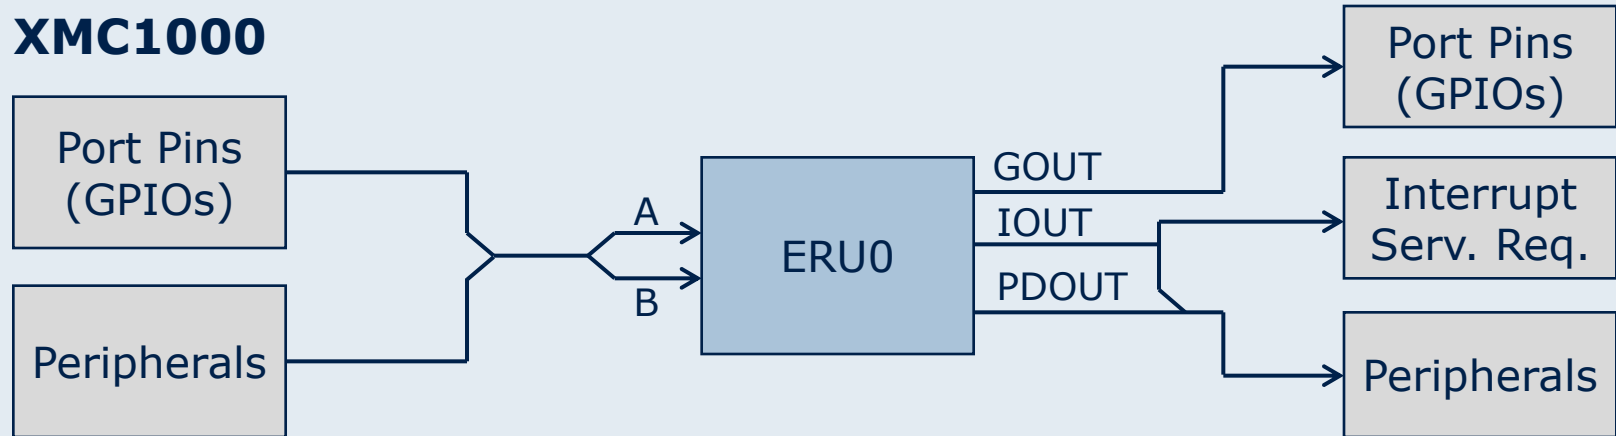 XMC1000
Port Pins
(GPIOs)
Peripherals
A
B
ERU0
GOUT
IOUT
PDOUT
Port Pins
(GPIOs)
Interrupt
Serv. Req.
Peripherals